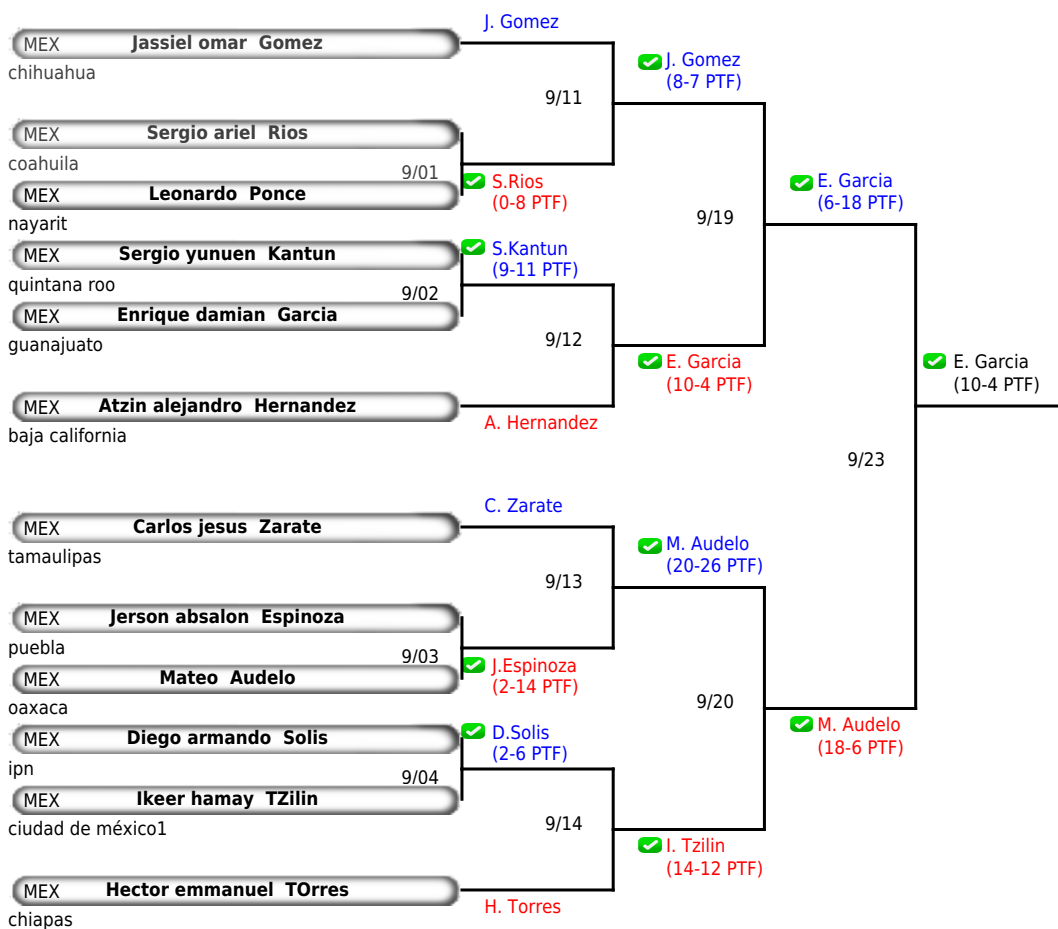 J. Gomez
MEX Jassiel omar Gomez
chihuahua
J. Gomez
(8-7 PTF)
9/11
MEX Sergio ariel Rios
coahuila
9/01
S.Rios
(0-8 PTF)
MEX Leonardo Ponce
nayarit
E. Garcia
(6-18 PTF)
9/19
MEX Sergio yunuen Kantun
quintana roo
S.Kantun
(9-11 PTF)
9/02
MEX Enrique damian Garcia
guanajuato
9/12
E. Garcia
(10-4 PTF)
E. Garcia
(10-4 PTF)
MEX Atzin alejandro Hernandez
baja california
A. Hernandez
9/23
C. Zarate
MEX Carlos jesus Zarate
tamaulipas
M. Audelo
(20-26 PTF)
9/13
MEX Jerson absalon Espinoza
puebla
9/03
J.Espinoza
(2-14 PTF)
MEX Mateo Audelo
oaxaca
9/20
M. Audelo
(18-6 PTF)
MEX Diego armando Solis
ipn
D.Solis
(2-6 PTF)
9/04
MEX Ikeer hamay TZilin
ciudad de méxico1
9/14
I. Tzilin
(14-12 PTF)
MEX Hector emmanuel TOrres
chiapas
H. Torres